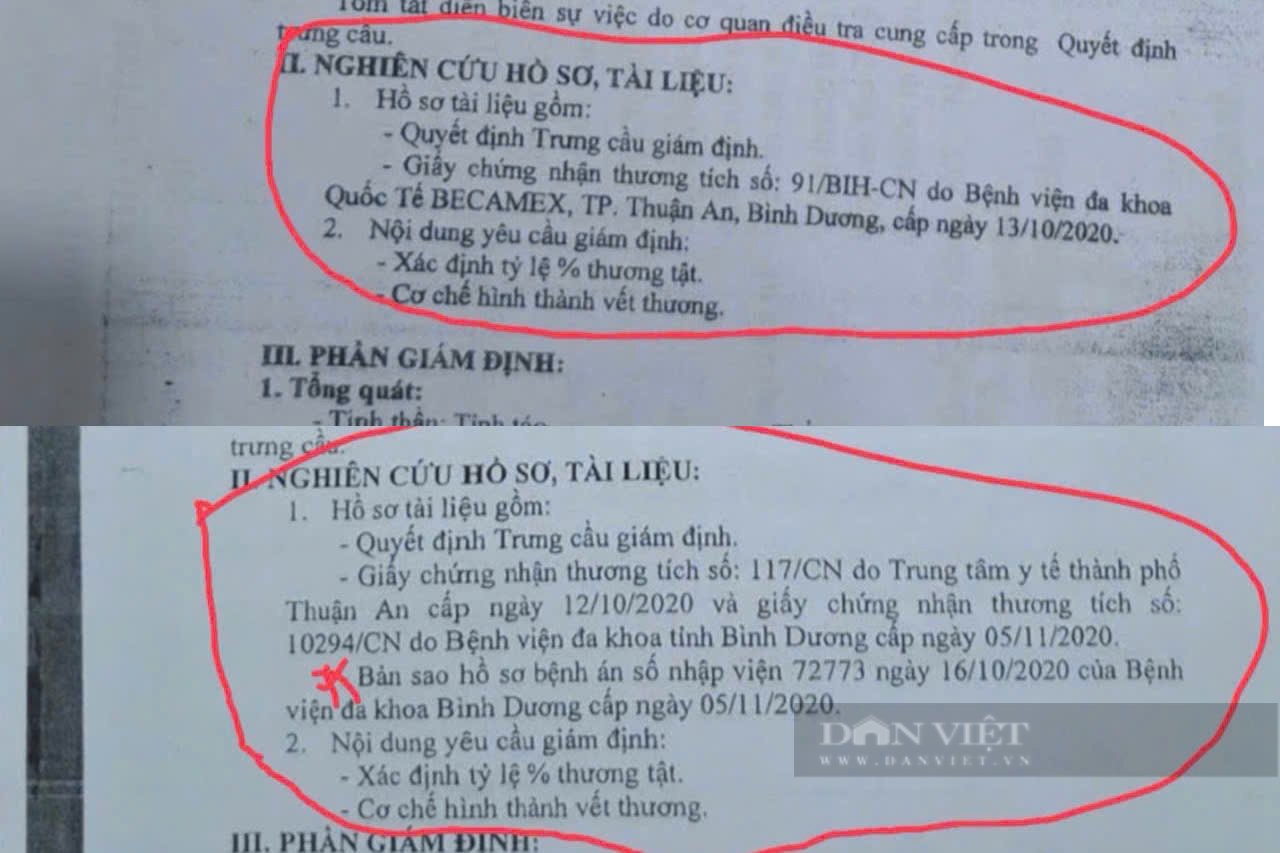 Tóm tắt diễn biến sự việc do cơ quan điều tra cung cấp trong Quyết định
trưng cầu.
II. NGHIÊN CỨU HỒ SƠ, TÀI LIỆU:
1. Hồ sơ tài liệu gồm:
- Quyết định Trưng cầu giám định.
- Giấy chứng nhận thương tích số: 91/BIH-CN do Bệnh viện đa khoa
Quốc Tế BECAMEX, TP. Thuận An, Bình Dương, cấp ngày 13/10/2020.
2. Nội dung yêu cầu giám định:
- Xác định tỷ lệ % thương tật.
- Cơ chế hình thành vết thương.
III. PHẦN GIÁM ĐỊNH:
1. Tổng quát:
- Tinh thần: Tỉnh táo
trưng cầu.
II. NGHIÊN CỨU HỒ SƠ, TÀI LIỆU:
1. Hồ sơ tài liệu gồm:
- Quyết định Trưng cầu giám định.
- Giấy chứng nhận thương tích số: 117/CN do Trung tâm y tế thành phố
Thuận An cấp ngày 12/10/2020 và giấy chứng nhận thương tích số:
10294/CN do Bệnh viện đa khoa tỉnh Bình Dương cấp ngày 05/11/2020.
Bản sao hồ sơ bệnh án số nhập viện 72773 ngày 16/10/2020 của Bệnh
viện đa khoa Bình Dương cấp ngày 05/11/2020.
2. Nội dung yêu cầu giám định:
- Xác định tỷ lệ % thương tật.
- Cơ chế hình thành vết thương.
III. PHẦN GIÁM ĐỊNH:
DÂN VIỆT
WWW.DANVIET.VN